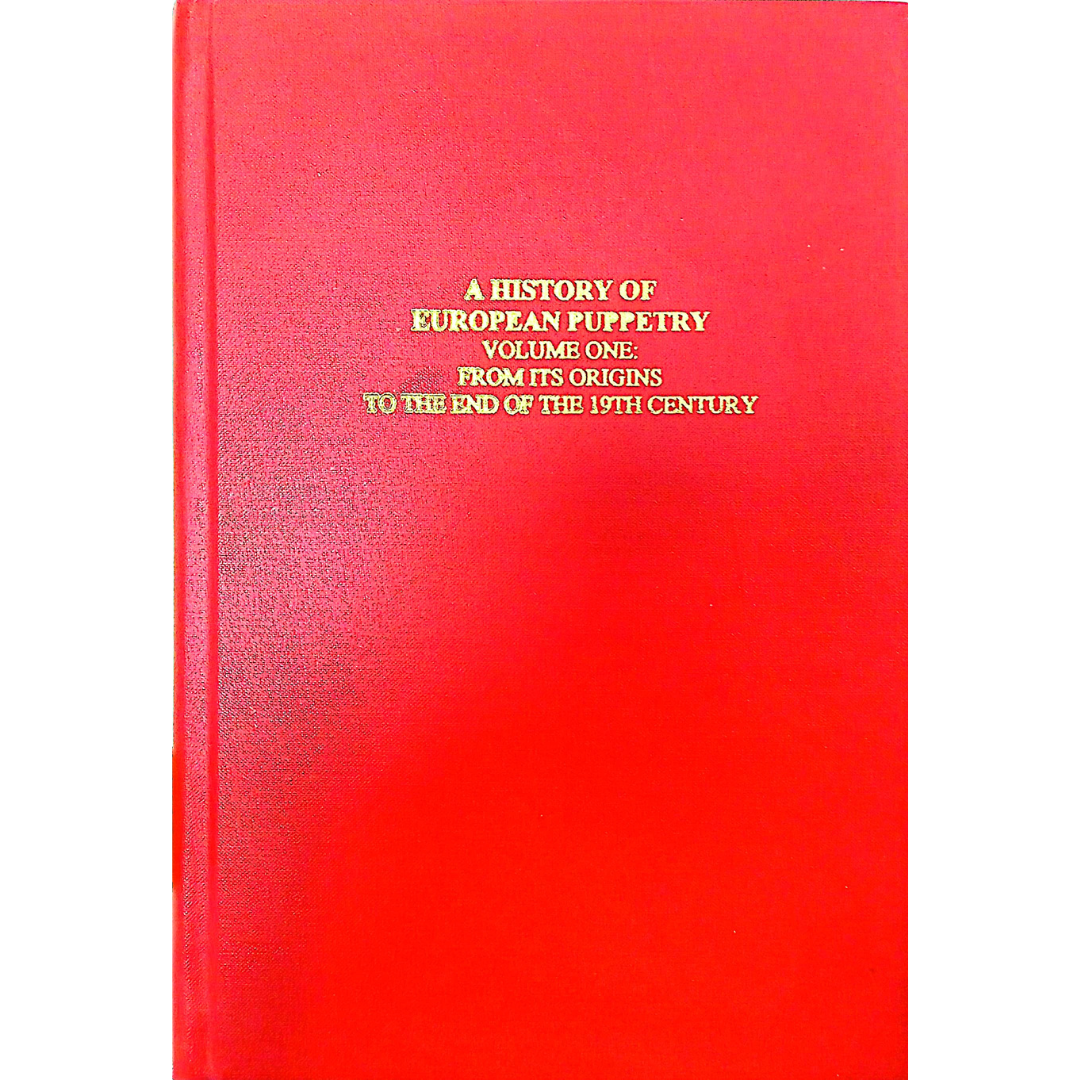 A HISTORY OF
EUROPEAN PUPPETRY
VOLUME ONE:
FROM ITS ORIGINS
TO THE END OF THE 19TH CENTURY